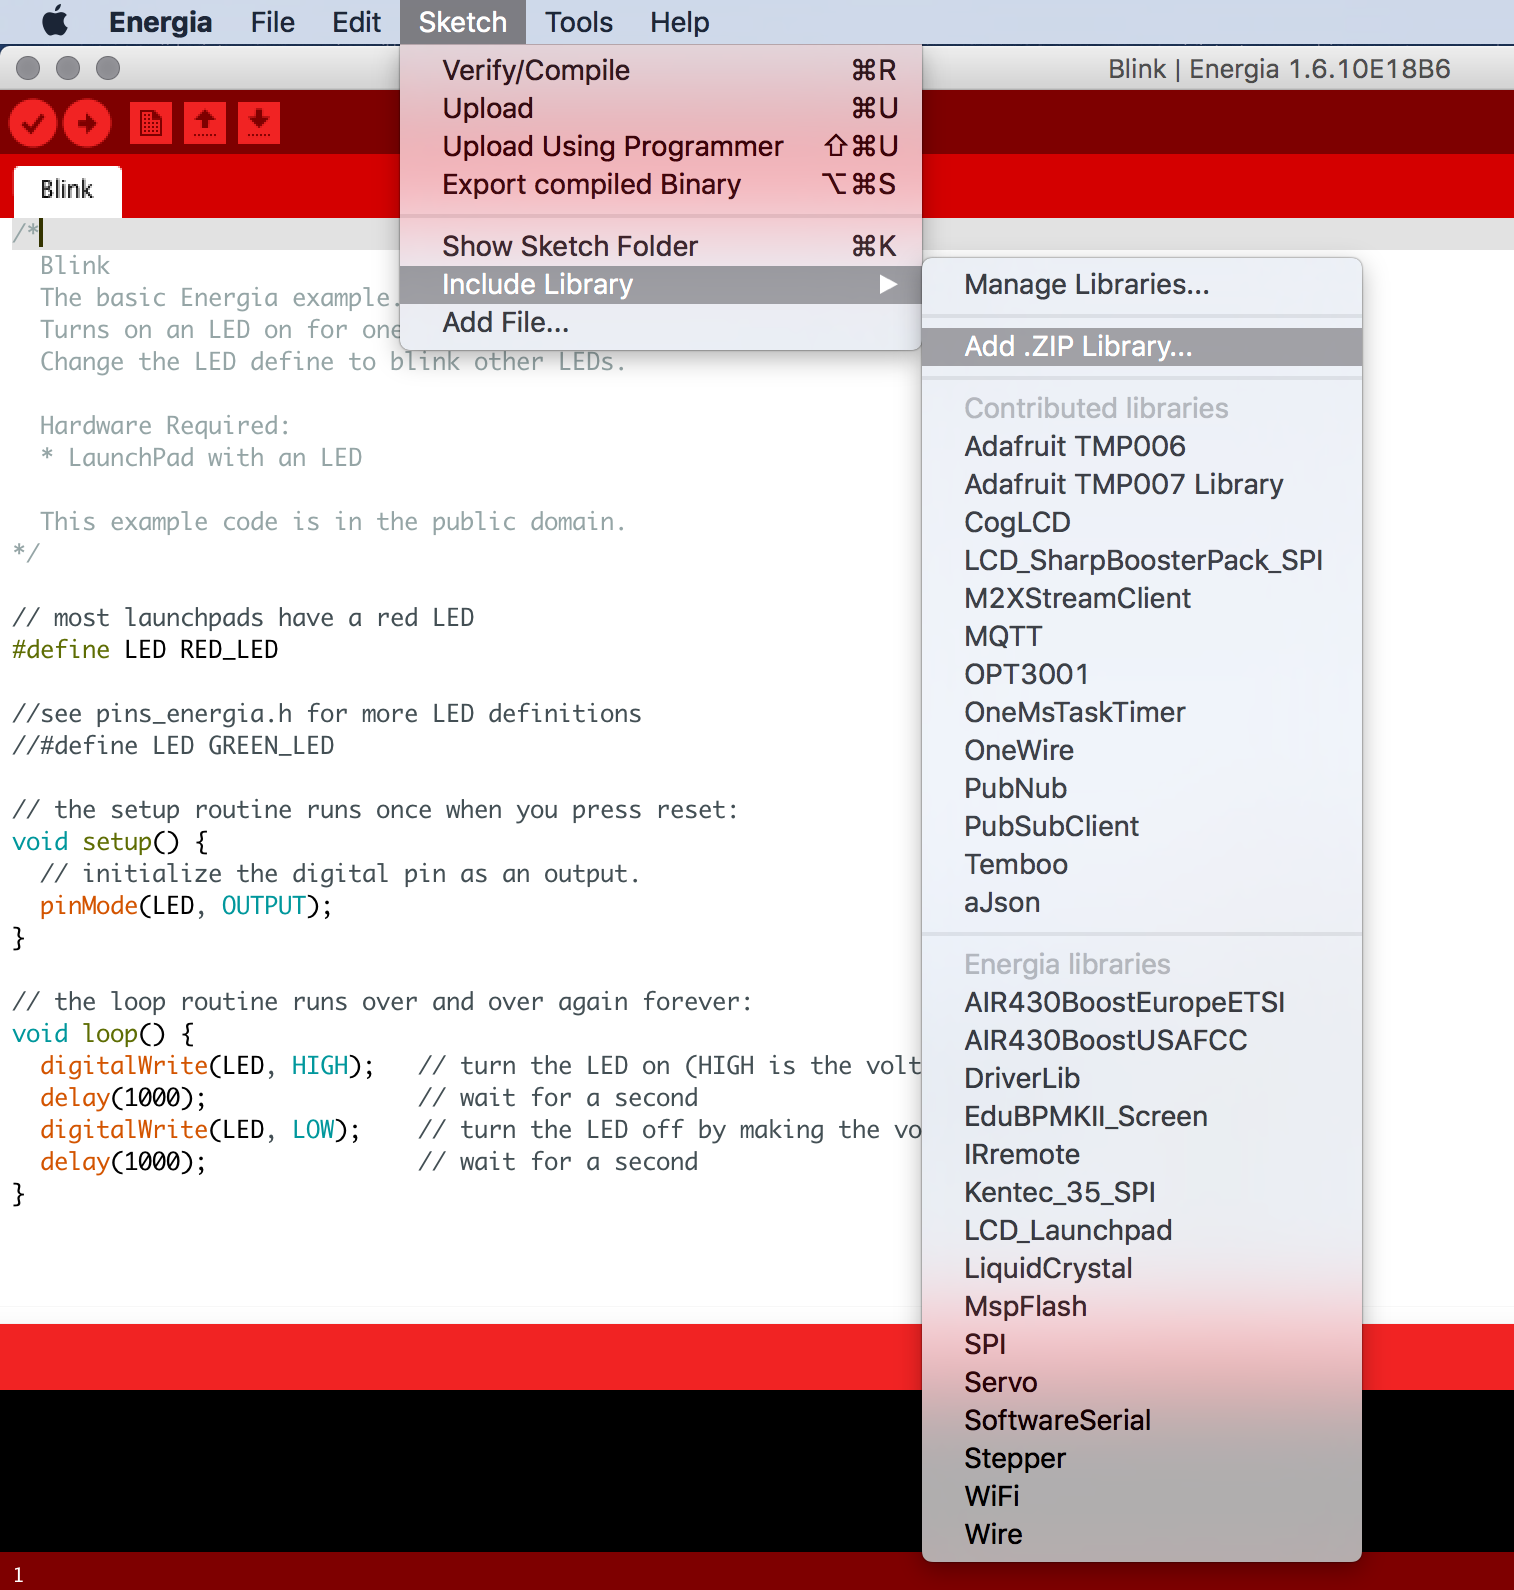 Energia File Edit Sketch Tools Help
Blink | Energia 1.6.10E18B6
Verify/Compile ⌘R
Upload ⌘U
Upload Using Programmer ⇧⌘U
Export compiled Binary ⌥⌘S
Show Sketch Folder ⌘K
Include Library ▶
Add File...
Manage Libraries...
Add .ZIP Library...
Contributed libraries
Adafruit TMP006
Adafruit TMP007 Library
CogLCD
LCD_SharpBoosterPack_SPI
M2XStreamClient
MQTT
OPT3001
OneMsTaskTimer
OneWire
PubNub
PubSubClient
Temboo
aJson
Energia libraries
AIR430BoostEuropeETSI
AIR430BoostUSAFCC
DriverLib
EduBPMKII_Screen
IRremote
Kentec_35_SPI
LCD_Launchpad
LiquidCrystal
MspFlash
SPI
Servo
SoftwareSerial
Stepper
WiFi
Wire
Blink
/*
Blink
The basic Energia example.
Turns on an LED on for one
Change the LED define to blink other LEDs.
Hardware Required:
* LaunchPad with an LED
This example code is in the public domain.
*/
// most launchpads have a red LED
#define LED RED_LED
//see pins_energia.h for more LED definitions
//#define LED GREEN_LED
// the setup routine runs once when you press reset:
void setup() {
// initialize the digital pin as an output.
pinMode(LED, OUTPUT);
}
// the loop routine runs over and over again forever:
void loop() {
digitalWrite(LED, HIGH); // turn the LED on (HIGH is the volt
delay(1000); // wait for a second
digitalWrite(LED, LOW); // turn the LED off by making the vo
delay(1000); // wait for a second
}
1